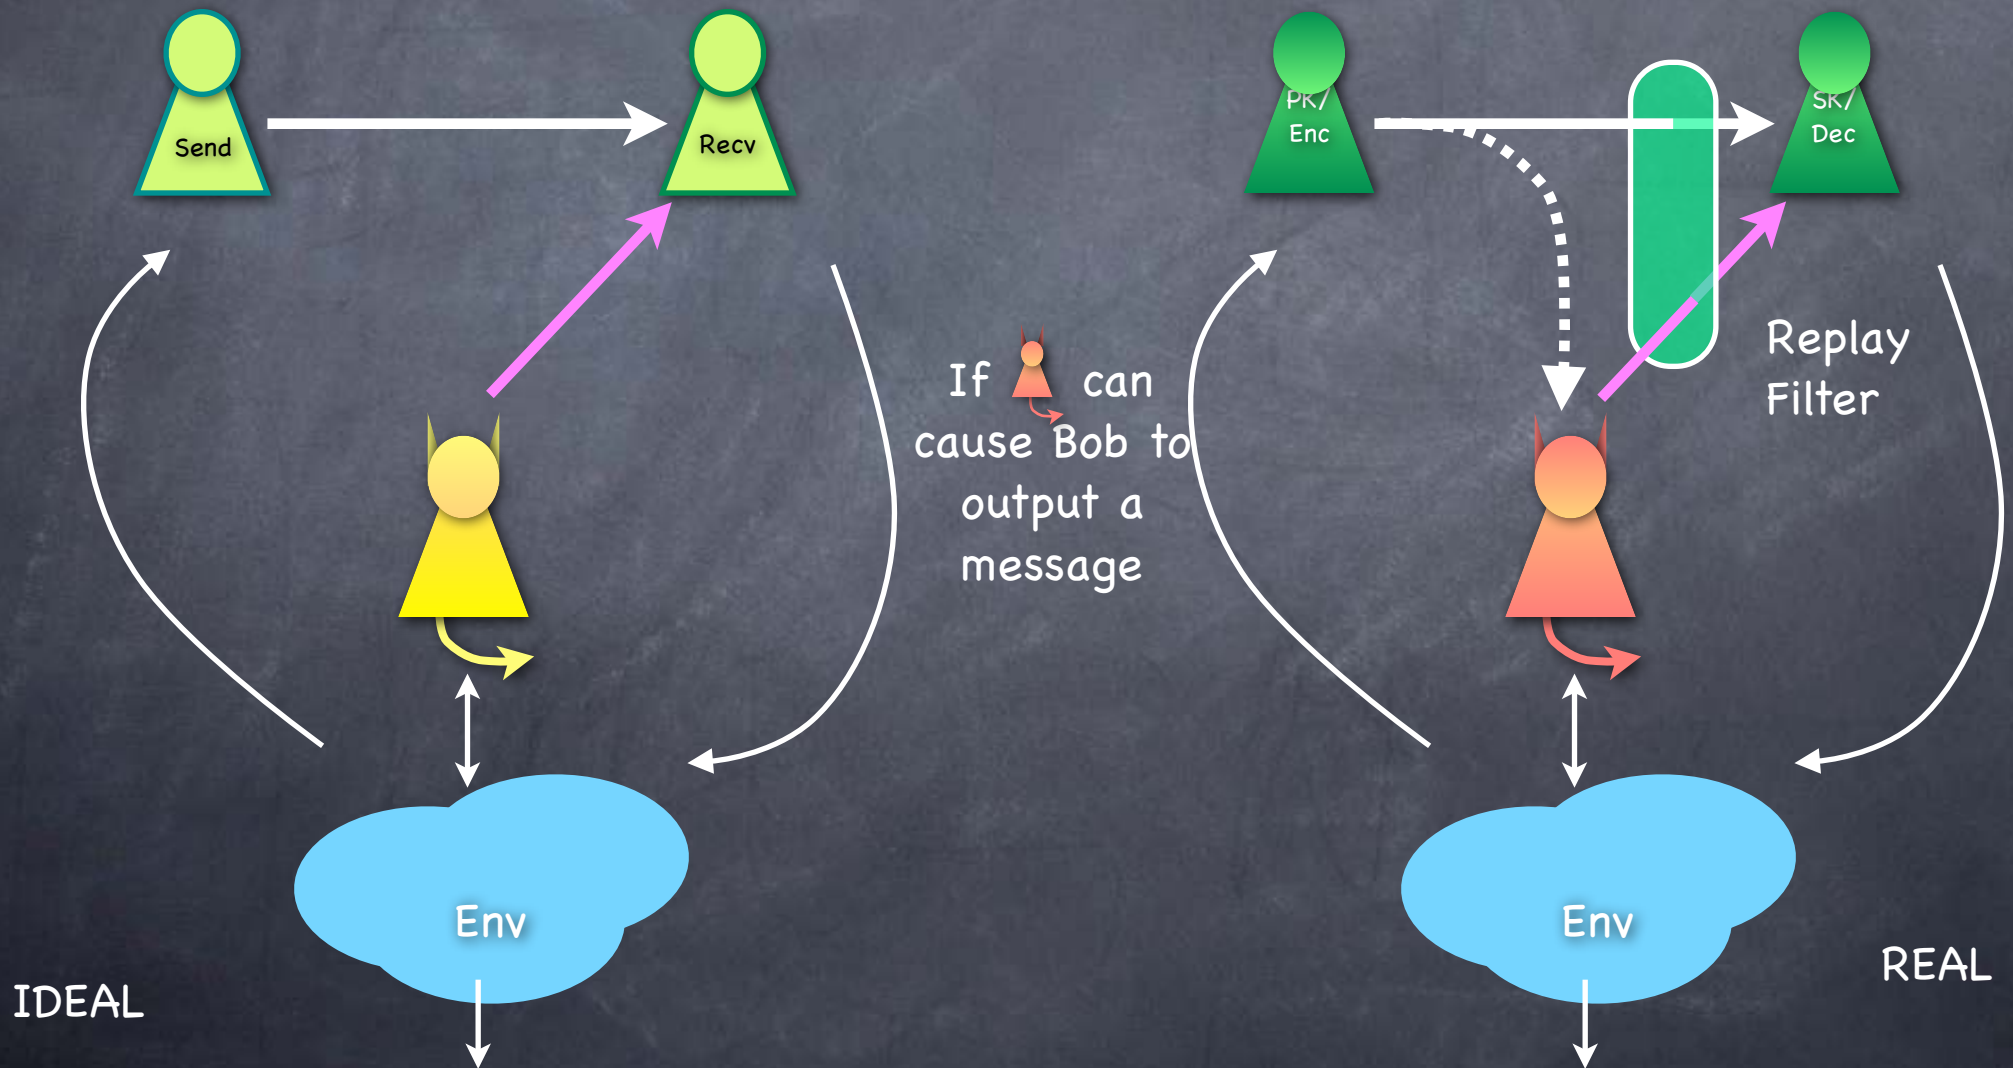 Send
Recv
PK/
Enc
SK/
Dec
If can
cause Bob to
output a
message
Replay
Filter
Env
Env
IDEAL
REAL